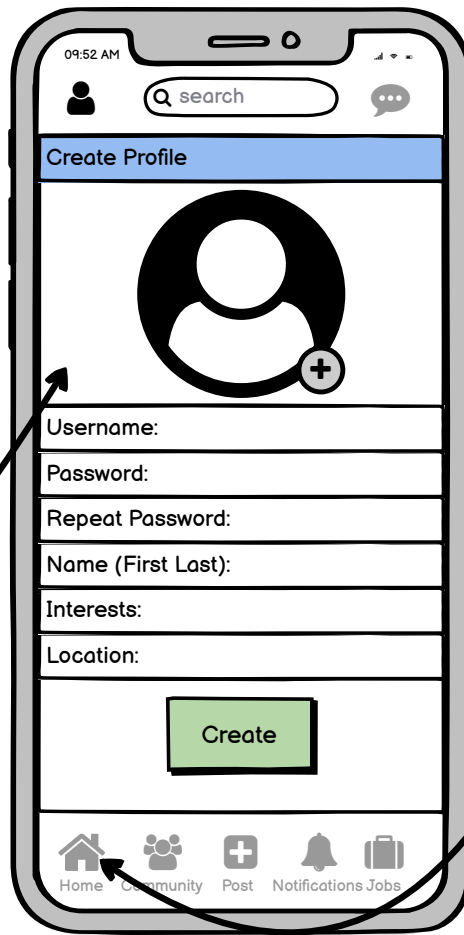 09:52 AM
search
Create Profile
Username:
Password:
Repeat Password:
Name (First Last):
Interests:
Location:
Create
Home Community Post Notifications Jobs